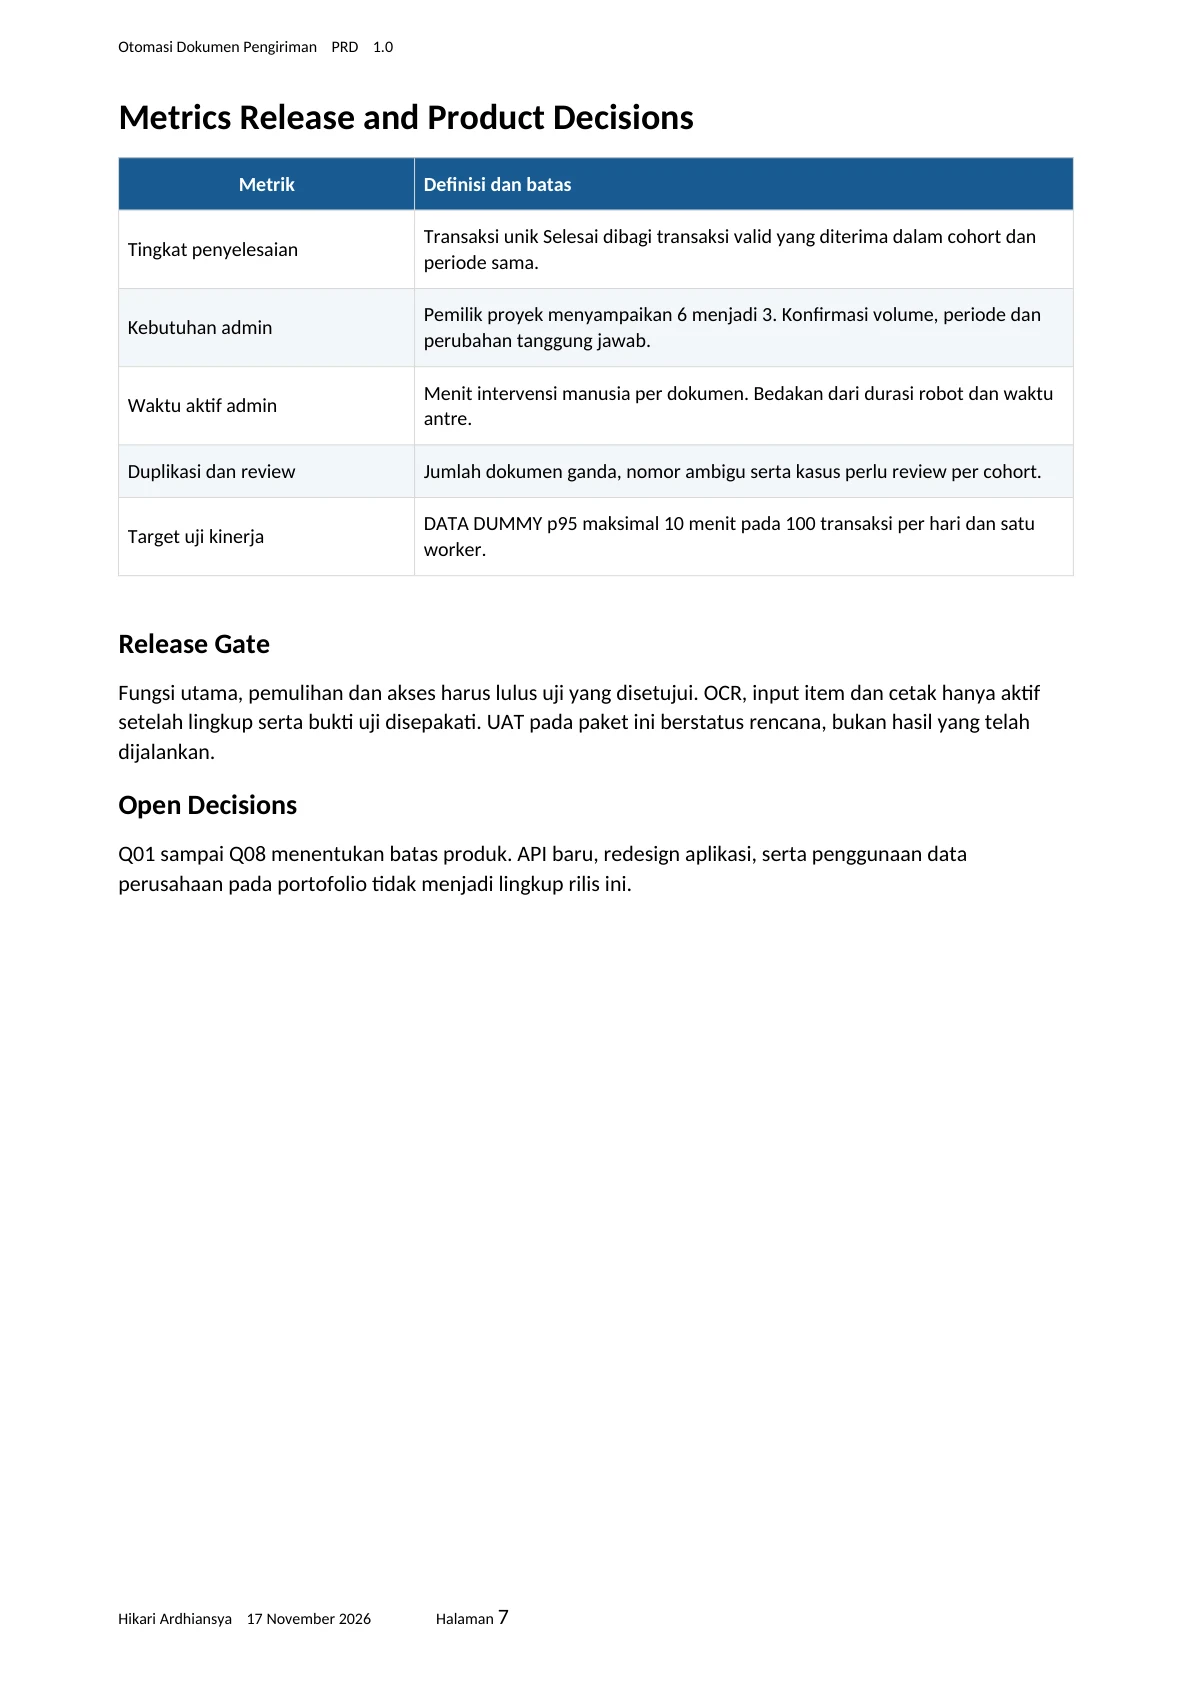 Otomasi Dokumen Pengiriman PRD 1.0
Metrics Release and Product Decisions
Metrik
Definisi dan batas
Tingkat penyelesaian
Transaksi unik Selesai dibagi transaksi valid yang diterima dalam cohort dan
periode sama.
Kebutuhan admin
Pemilik proyek menyampaikan 6 menjadi 3. Konfirmasi volume, periode dan
perubahan tanggung jawab.
Waktu aktif admin
Menit intervensi manusia per dokumen. Bedakan dari durasi robot dan waktu
antre.
Duplikasi dan review
Jumlah dokumen ganda, nomor ambigu serta kasus perlu review per cohort.
Target uji kinerja
DATA DUMMY p95 maksimal 10 menit pada 100 transaksi per hari dan satu
worker.
Release Gate
Fungsi utama, pemulihan dan akses harus lulus uji yang disetujui. OCR, input item dan cetak hanya aktif
setelah lingkup serta bukti uji disepakati. UAT pada paket ini berstatus rencana, bukan hasil yang telah
dijalankan.
Open Decisions
Q01 sampai Q08 menentukan batas produk. API baru, redesign aplikasi, serta penggunaan data
perusahaan pada portofolio tidak menjadi lingkup rilis ini.
Hikari Ardhiansya 17 November 2026 Halaman 7